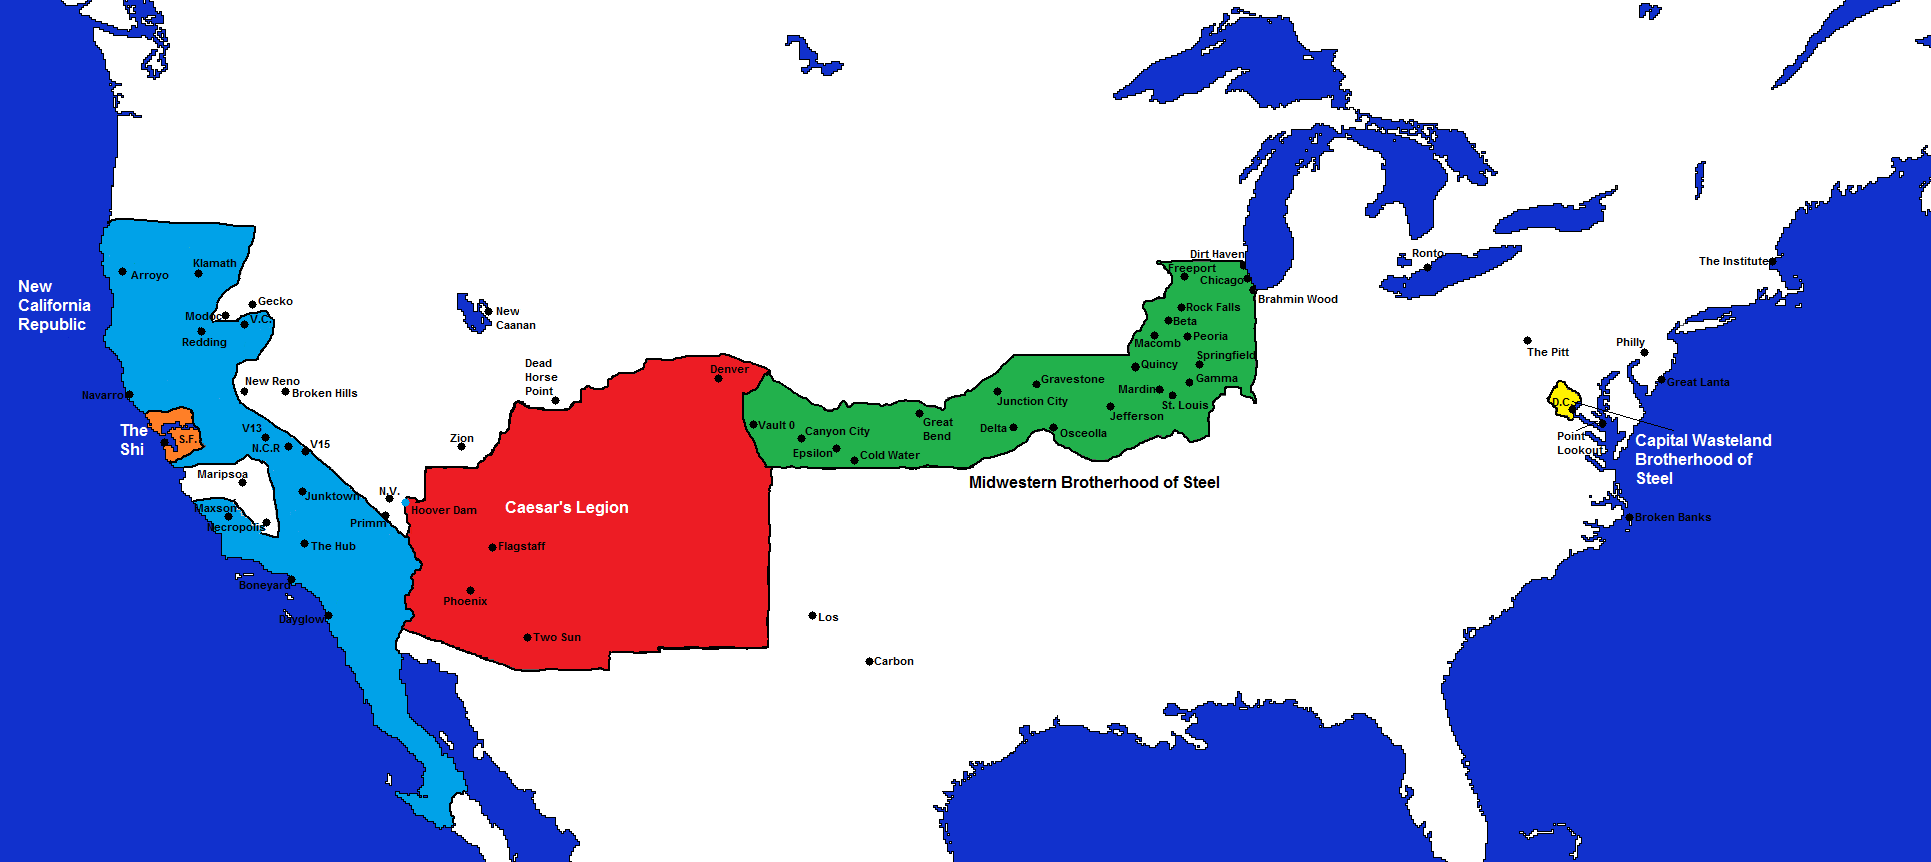 Dirt Haven
Freeport
Chicago
Brahmin Wood
Ronto
The Institute
Klamath
Arroyo
New
California
Republic
Gecko
Modoc
V.C.
Redding
New
Caanan
Rock Falls
Beta
Macomb
Peoria
Springfield
The Pitt
Philly
Dead
Horse
Point
Denver
Quincy
Gamma
Great Lanta
New Reno
Broken Hills
Navarro
Gravestone
Junction City
Mardin
St. Louis
Jefferson
D.C.
The
Shi
S.F.
V13
N.C.R
V15
Zion
Vault 0
Canyon City
Epsilon
Cold Water
Great
Bend
Delta
Osceolla
Point
Lookout
Capital Wasteland
Brotherhood of
Steel
Maripsoa
Junktown
N.V.
Midwestern Brotherhood of Steel
Maxson
Necropolis
Primm
Hoover Dam
Caesar's Legion
Broken Banks
The Hub
Flagstaff
Boneyard
Phoenix
Dayglow
Two Sun
Los
Carbon